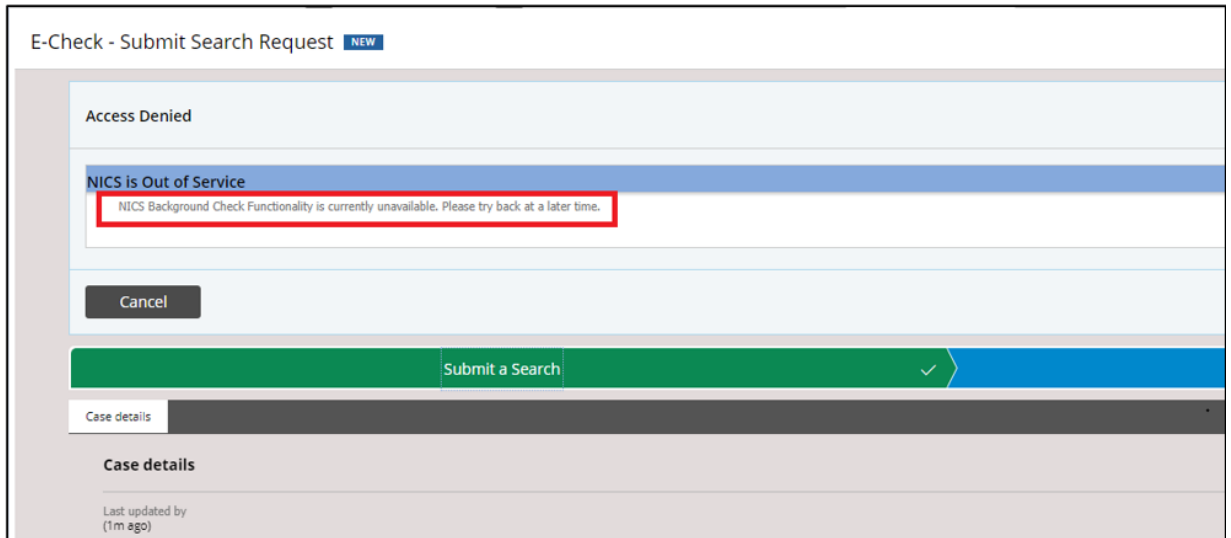 E-Check - Submit Search Request NEW
Access Denied
NICS is Out of Service
NICS Background Check Functionality is currently unavailable. Please try back at a later time.
Cancel
Submit a Search
Case details
Case details
Last updated by
(1m ago)